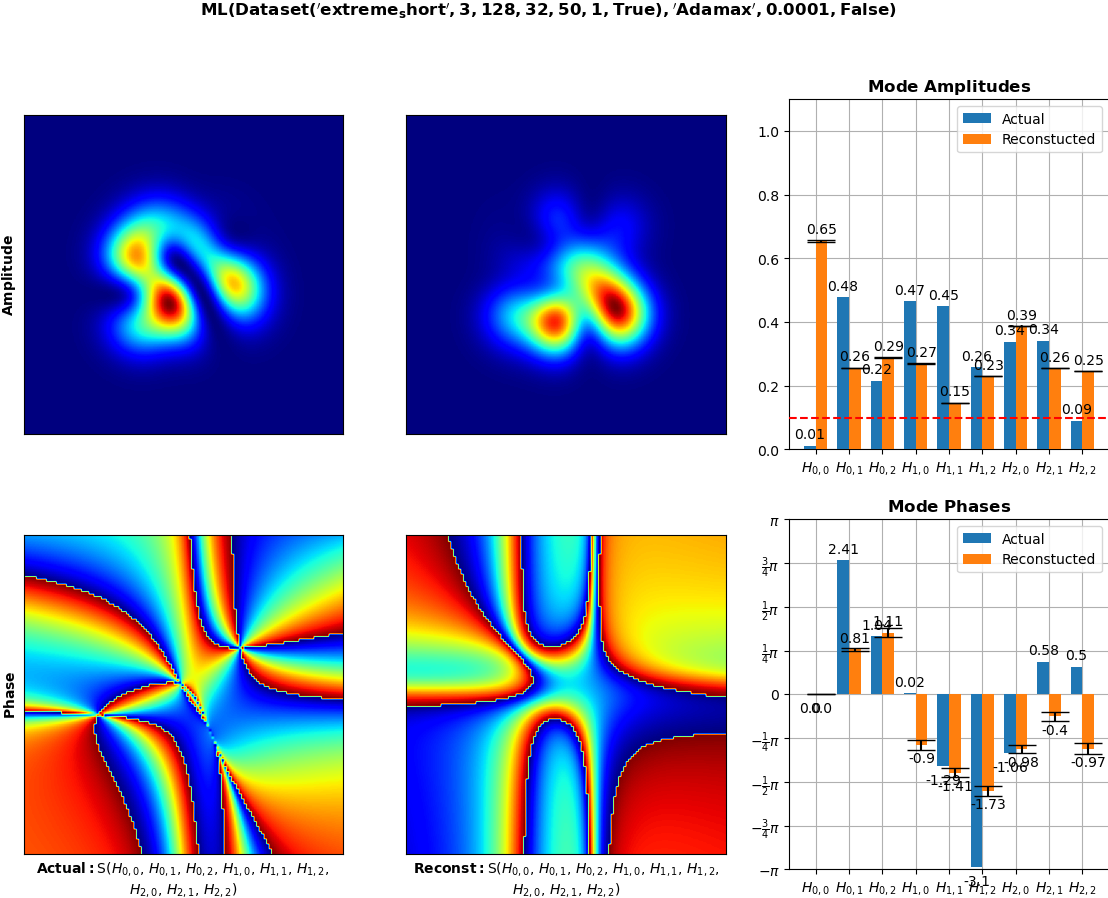 ML(Dataset('extreme_short', 3, 128, 32, 50, 1, True), 'Adamax', 0.0001, False)
Amplitude
Mode Amplitudes
Actual
Reconstucted
1.0
0.8
0.6
0.4
0.2
0.0
0.01
0.65
0.48
0.26
0.22
0.29
0.47
0.27
0.45
0.15
0.26
0.23
0.34
0.39
0.34
0.26
0.09
0.25
H0,0 H0,1 H0,2 H1,0 H1,1 H1,2 H2,0 H2,1 H2,2
Phase
Mode Phases
Actual
Reconstucted
π
3/4π
1/2π
1/4π
0
−1/4π
−1/2π
−3/4π
−π
0.0
0.0
2.41
0.81
1.11
0.02
-0.9
-1.29
-1.41
-3.1
-1.73
-1.06
-0.98
0.58
-0.4
0.5
-0.97
H0,0 H0,1 H0,2 H1,0 H1,1 H1,2 H2,0 H2,1 H2,2
Actual: S(H0,0, H0,1, H0,2, H1,0, H1,1, H1,2,
H2,0, H2,1, H2,2)
Reconst: S(H0,0, H0,1, H0,2, H1,0, H1,1, H1,2,
H2,0, H2,1, H2,2)